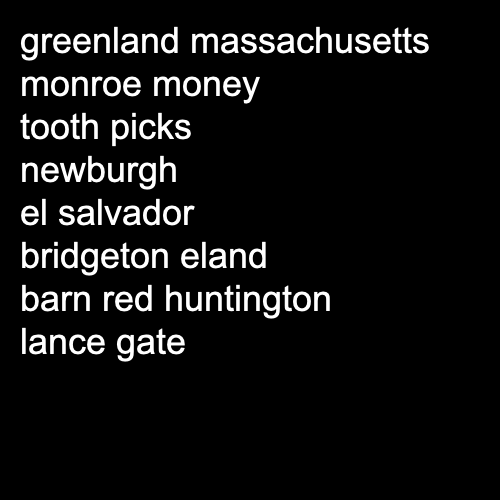 greenland massachusetts
monroe money
tooth picks
newburgh
el salvador
bridgeton eland
barn red huntington
lance gate